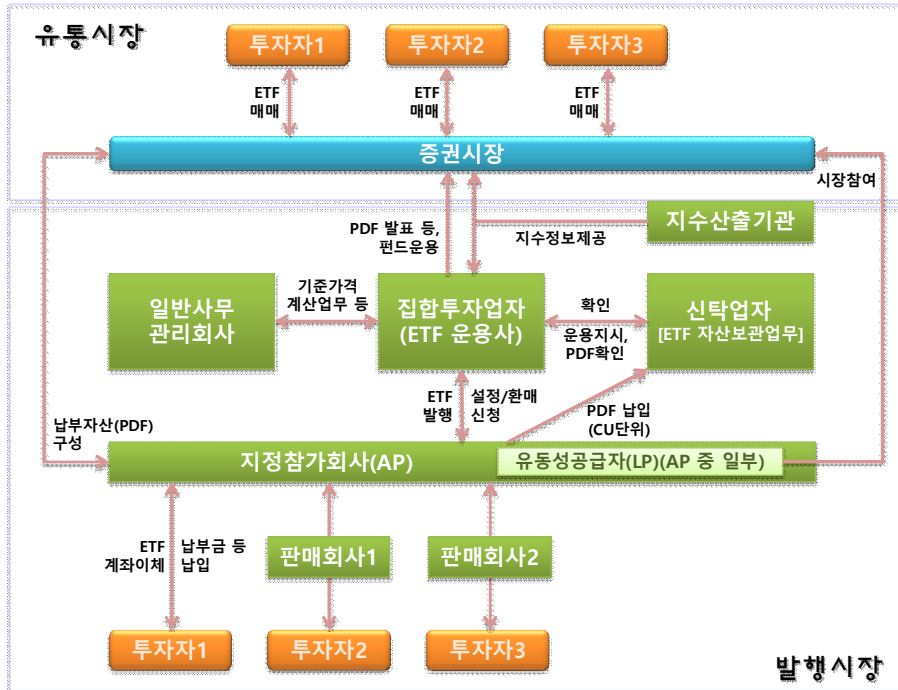 유통시장
투자자1
투자자2
투자자3
ETF
매매
ETF
매매
ETF
매매
증권시장
시장참여
PDF 발표 등,
펀드운용
지수정보제공
지수산출기관
일반사무
관리회사
기준가격
계산업무 등
집합투자업자
(ETF 운용사)
확인
운용지시,
PDF확인
신탁업자
[ETF 자산보관업무]
ETF
발행
설정/환매
신청
PDF 납입
(CU단위)
납부자산(PDF)
구성
지정참가회사(AP)
유동성공급자(LP)(AP 중 일부)
ETF
계좌이체
납부금 등
납입
판매회사1
판매회사2
투자자1
투자자2
투자자3
발행시장